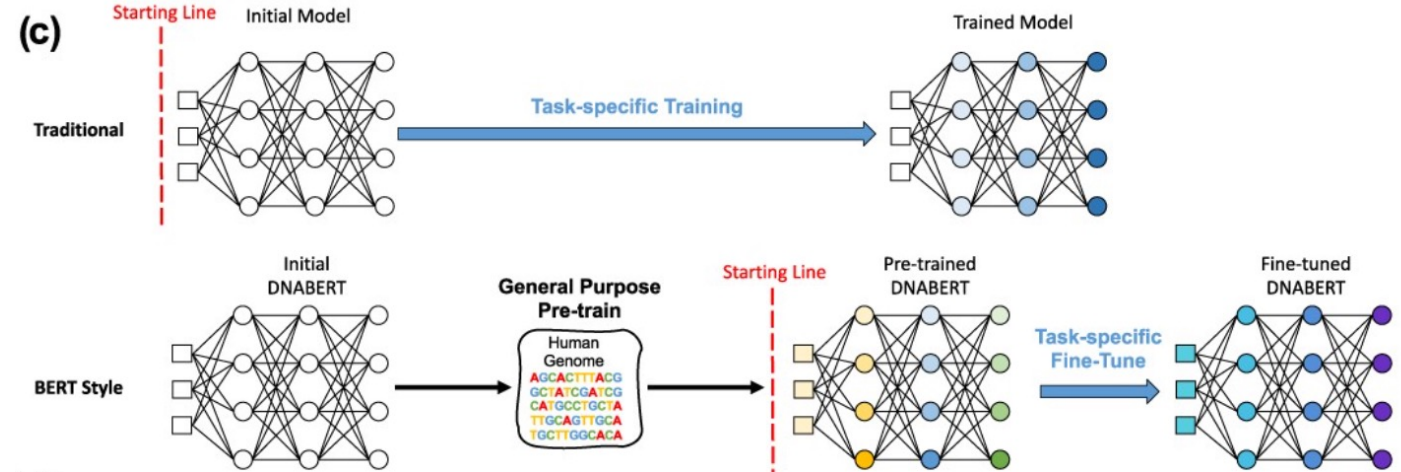 (c)
Starting Line
Initial Model
Trained Model
Traditional
Task-specific Training
Initial
DNABERT
General Purpose
Pre-train
Starting Line
Pre-trained
DNABERT
Fine-tuned
DNABERT
BERT Style
Human
Genome
AGCACTTTACG
GCTATCGATCG
CATGCCTGCTA
TTGCAGTTGCA
TGCTTGGCACA
Task-specific
Fine-Tune